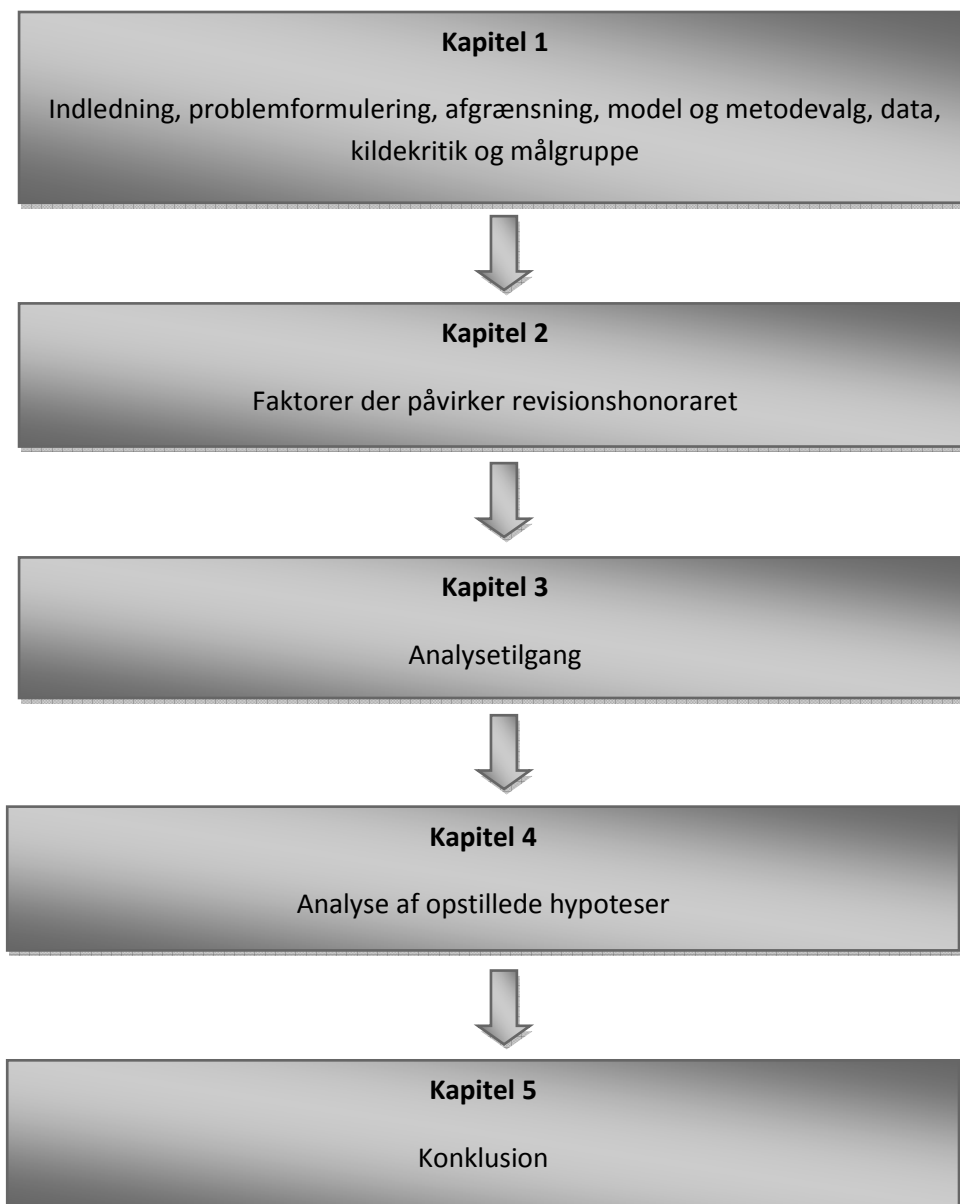 Kapitel 1
Indledning, problemformulering, afgrænsning, model og metodevalg, data,
kildekritik og målgruppe
Kapitel 2
Faktorer der påvirker revisionshonoraret
Kapitel 3
Analysetilgang
Kapitel 4
Analyse af opstillede hypoteser
Kapitel 5
Konklusion